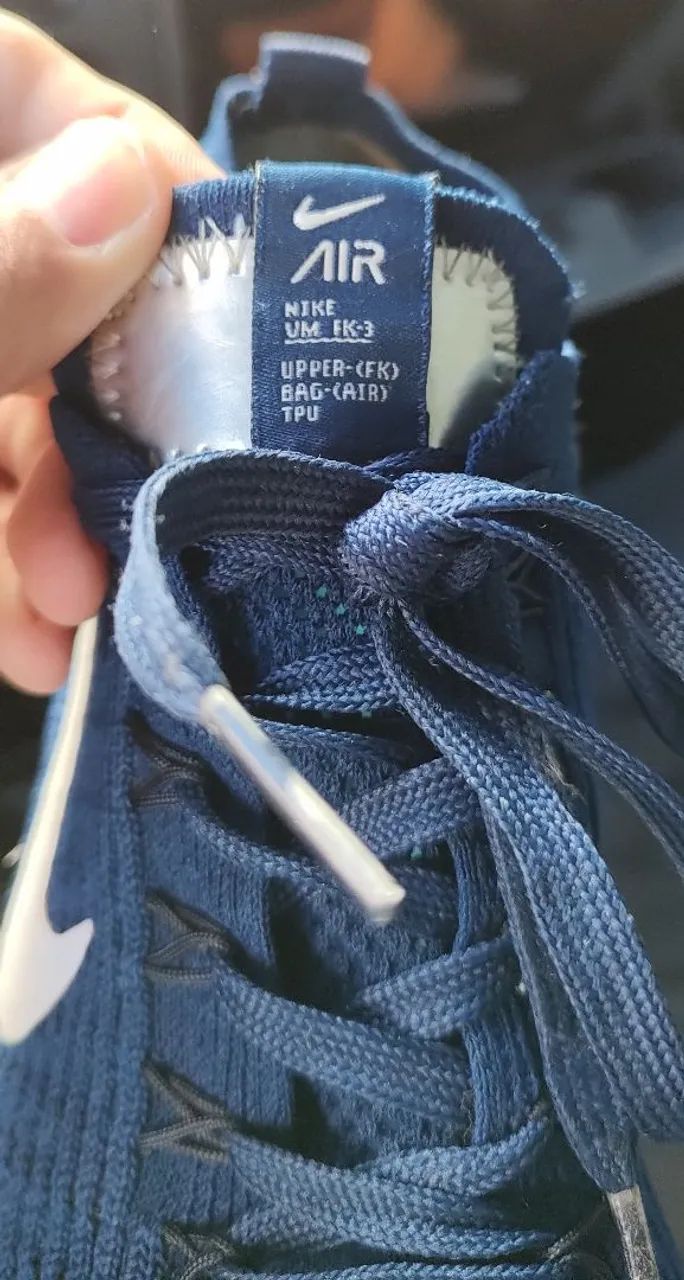 AIR
NIKE
VM FK-3
UPPER-(FK)
BAG-(AIR)
TPU